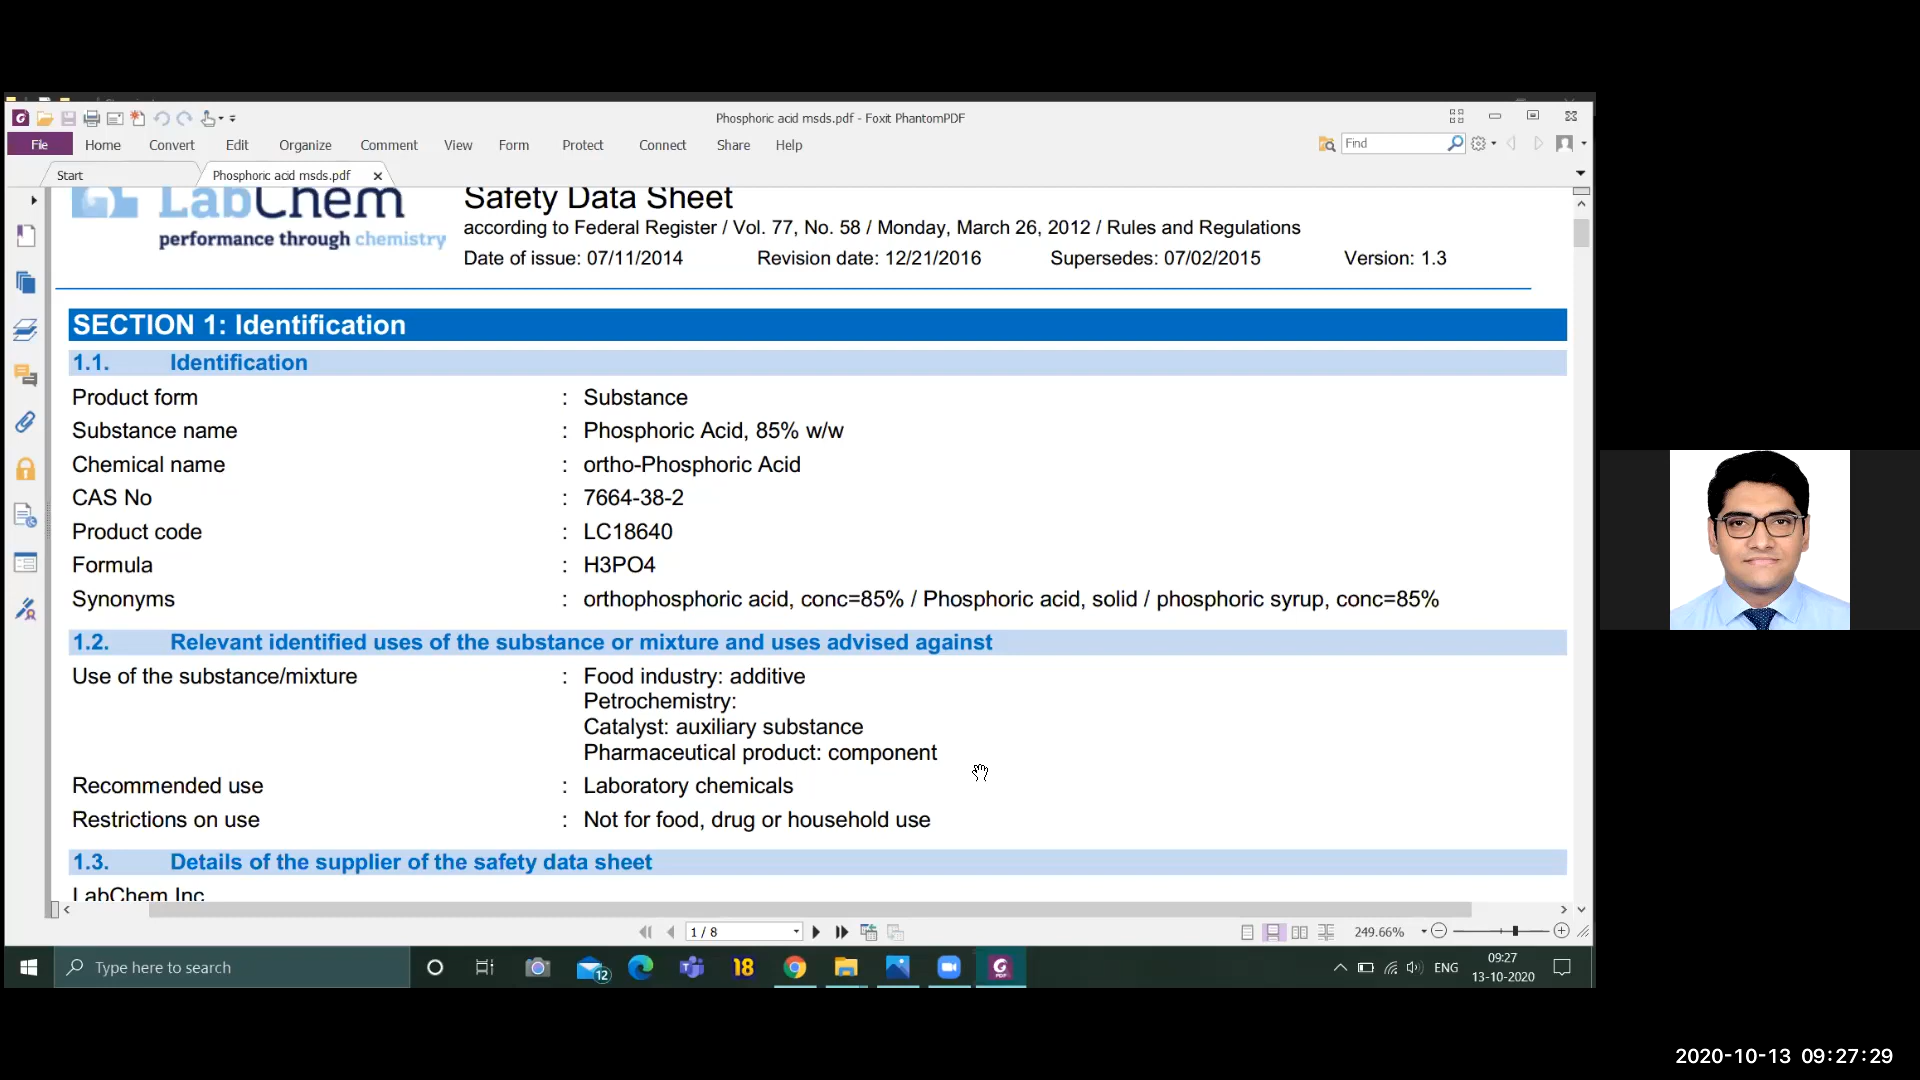 Phosphoric acid msds.pdf - Foxit PhantomPDF
File Home Convert Edit Organize Comment View Form Protect Connect Share Help Find
Start Phosphoric acid msds.pdf
LabChem
performance through chemistry
Safety Data Sheet
according to Federal Register / Vol. 77, No. 58 / Monday, March 26, 2012 / Rules and Regulations
Date of issue: 07/11/2014 Revision date: 12/21/2016 Supersedes: 07/02/2015 Version: 1.3
SECTION 1: Identification
1.1. Identification
Product form : Substance
Substance name : Phosphoric Acid, 85% w/w
Chemical name : ortho-Phosphoric Acid
CAS No : 7664-38-2
Product code : LC18640
Formula : H3PO4
Synonyms : orthophosphoric acid, conc=85% / Phosphoric acid, solid / phosphoric syrup, conc=85%
1.2. Relevant identified uses of the substance or mixture and uses advised against
Use of the substance/mixture : Food industry: additive
Petrochemistry:
Catalyst: auxiliary substance
Pharmaceutical product: component
Recommended use : Laboratory chemicals
Restrictions on use : Not for food, drug or household use
1.3. Details of the supplier of the safety data sheet
LabChem Inc
1 / 8 249.66%
Type here to search 12 18 ENG 09:27
13-10-2020
2020-10-13 09:27:29